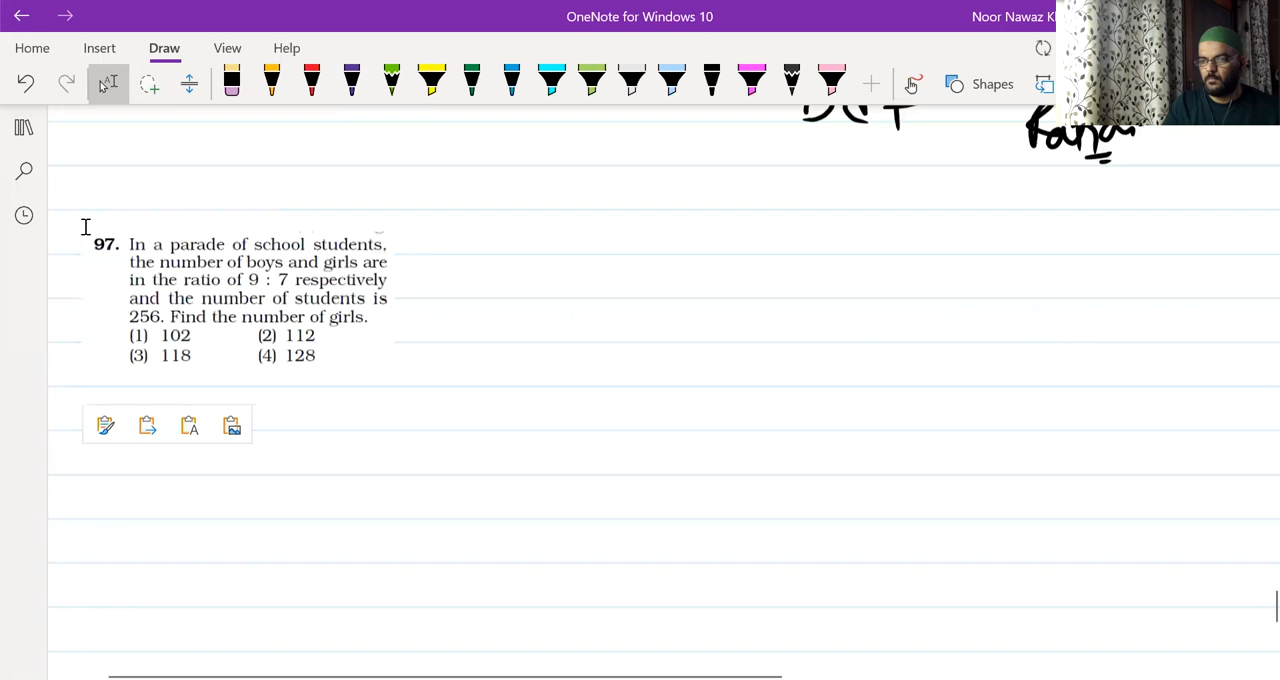 OneNote for Windows 10
Noor Nawaz
Home Insert Draw View Help
Shapes
97. In a parade of school students,
the number of boys and girls are
in the ratio of 9 : 7 respectively
and the number of students is
256. Find the number of girls.
(1) 102 (2) 112
(3) 118 (4) 128